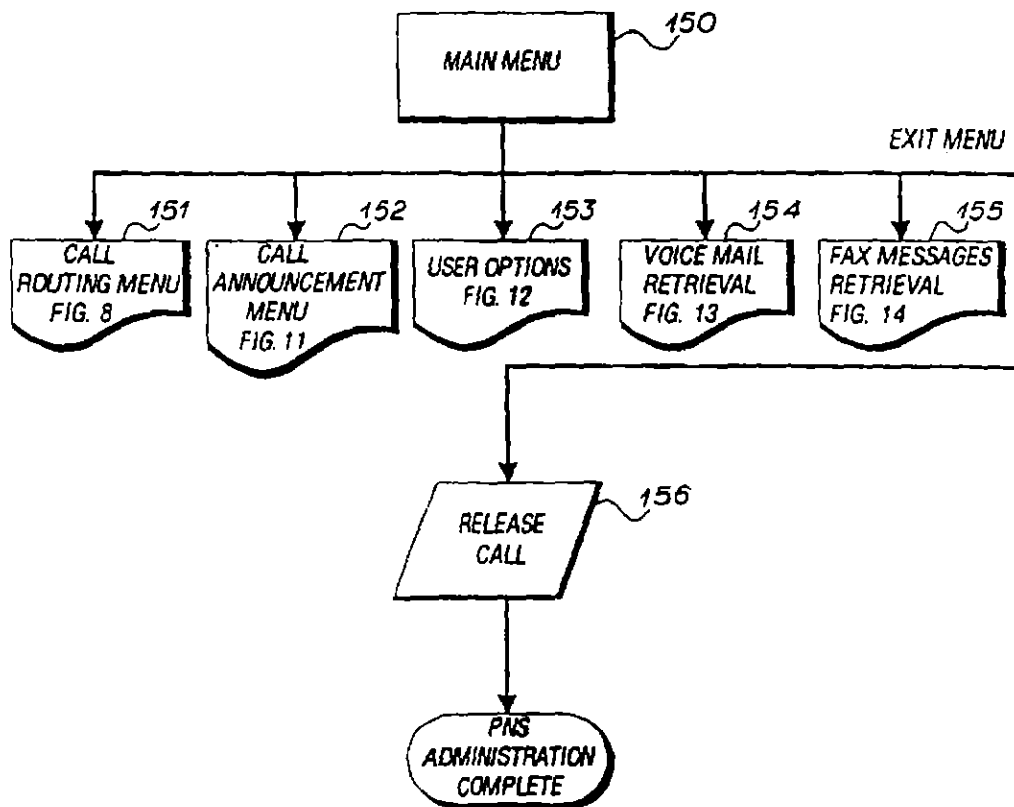 150
MAIN MENU
EXIT MENU
151
CALL
ROUTING MENU
FIG. 8
152
CALL
ANNOUNCEMENT
MENU
FIG. 11
153
USER OPTIONS
FIG. 12
154
VOICE MAIL
RETRIEVAL
FIG. 13
155
FAX MESSAGES
RETRIEVAL
FIG. 14
156
RELEASE
CALL
PNS
ADMINISTRATION
COMPLETE